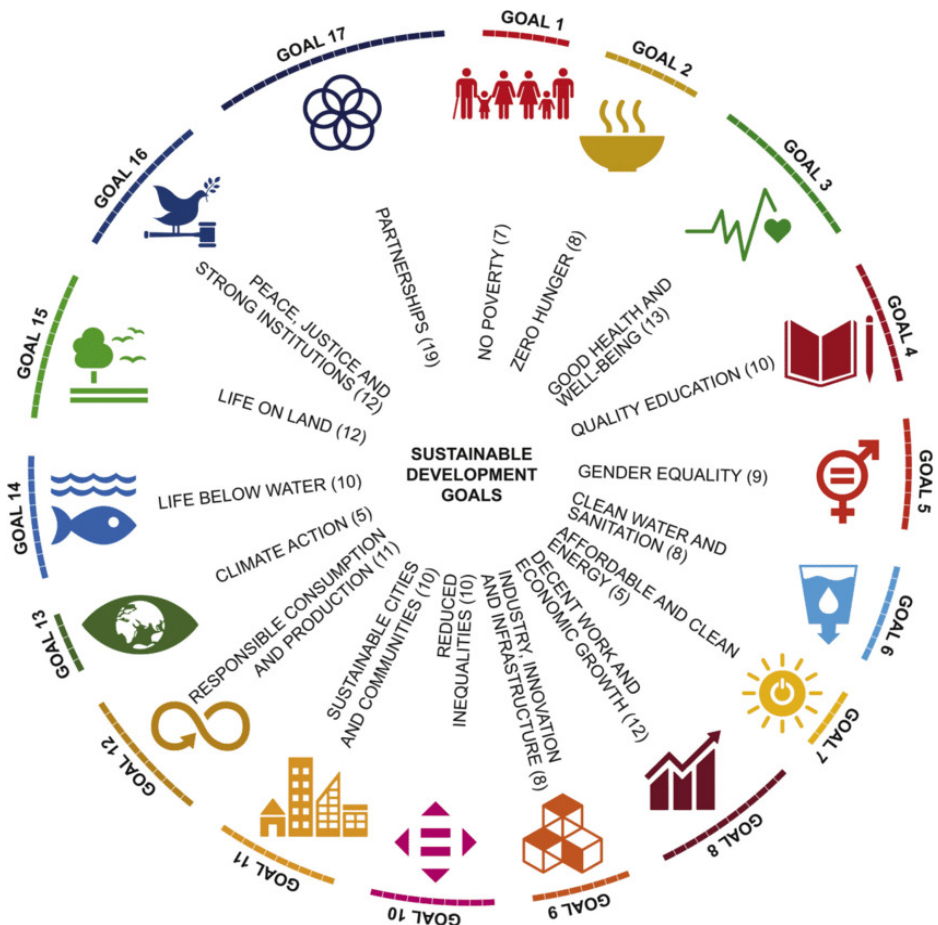 GOAL 1
GOAL 2
GOAL 3
GOAL 4
GOAL 5
GOAL 6
GOAL 7
GOAL 8
GOAL 9
GOAL 10
GOAL 11
GOAL 12
GOAL 13
GOAL 14
GOAL 15
GOAL 16
GOAL 17
SUSTAINABLE
DEVELOPMENT
GOALS
NO POVERTY (7)
ZERO HUNGER (8)
GOOD HEALTH AND
WELL-BEING (13)
QUALITY EDUCATION (10)
GENDER EQUALITY (9)
CLEAN WATER AND
SANITATION (8)
AFFORDABLE AND CLEAN
ENERGY (5)
DECENT WORK AND
ECONOMIC GROWTH (12)
INDUSTRY, INNOVATION
AND INFRASTRUCTURE (8)
REDUCED
INEQUALITIES (10)
SUSTAINABLE CITIES
AND COMMUNITIES (10)
RESPONSIBLE CONSUMPTION
AND PRODUCTION (11)
CLIMATE ACTION (5)
LIFE BELOW WATER (10)
LIFE ON LAND (12)
PEACE, JUSTICE AND
STRONG INSTITUTIONS (12)
PARTNERSHIPS (19)